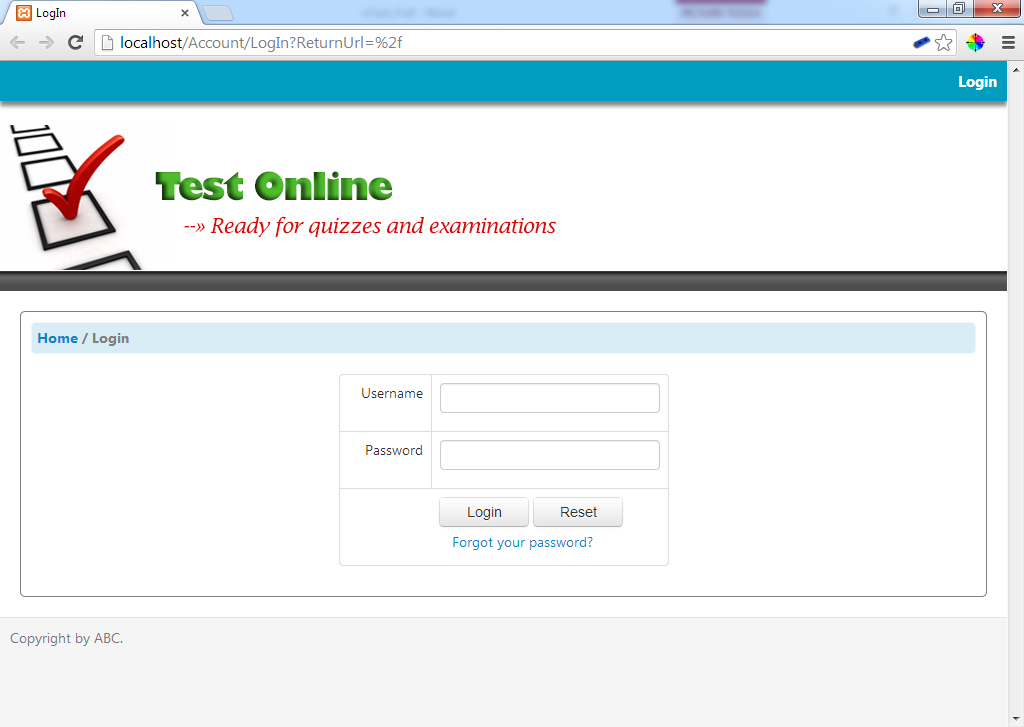 LogIn
localhost/Account/LogIn?ReturnUrl=%2f
Login
Test Online
--» Ready for quizzes and examinations
Home / Login
Username
Password
Login Reset
Forgot your password?
Copyright by ABC.